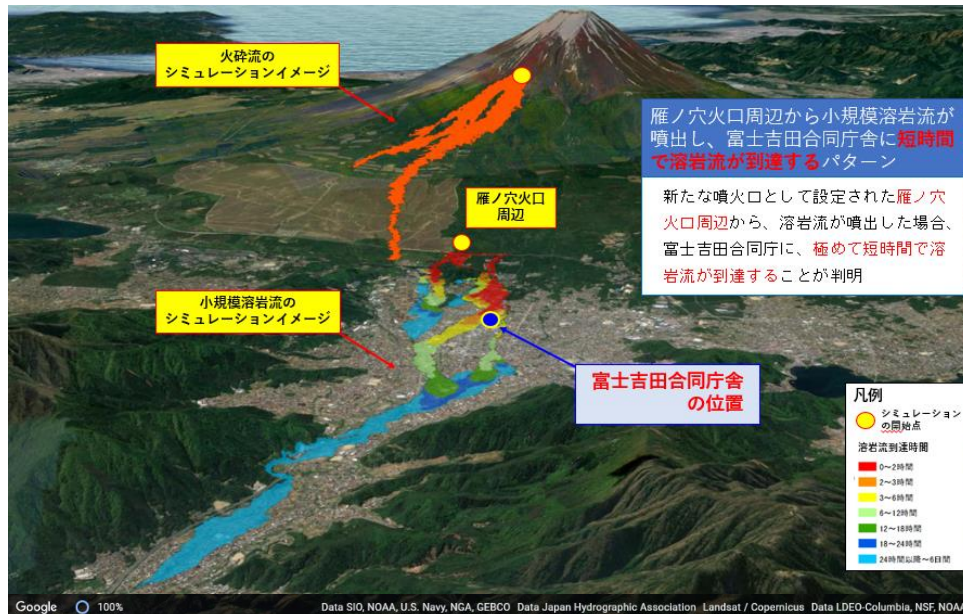 火砕流の
シミュレーションイメージ
雁ノ穴火口周辺から小規模溶岩流が
噴出し、富士吉田合同庁舎に短時間
で溶岩流が到達するパターン
新たな噴火口として設定された雁ノ穴
火口周辺から、溶岩流が噴出した場合、
富士吉田合同庁に、極めて短時間で溶
岩流が到達することが判明
雁ノ穴火口
周辺
小規模溶岩流の
シミュレーションイメージ
富士吉田合同庁舎
の位置
凡例
シミュレーション
の開始点
溶岩流到達時間
0～2時間
2～3時間
3～6時間
6～12時間
12～18時間
18～24時間
24時間以降～6日間
Google 100% Data SIO, NOAA, U.S. Navy, NGA, GEBCO Data Japan Hydrographic Association Landsat / Copernicus Data LDEO-Columbia, NSF, NOAA